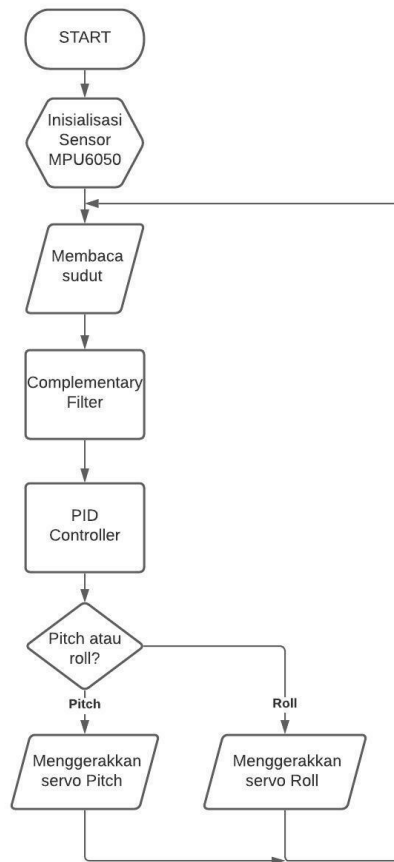 START
Inisialisasi
Sensor
MPU6050
Membaca
sudut
Complementary
Filter
PID
Controller
Pitch atau
roll?
Pitch
Roll
Menggerakkan
servo Pitch
Menggerakkan
servo Roll